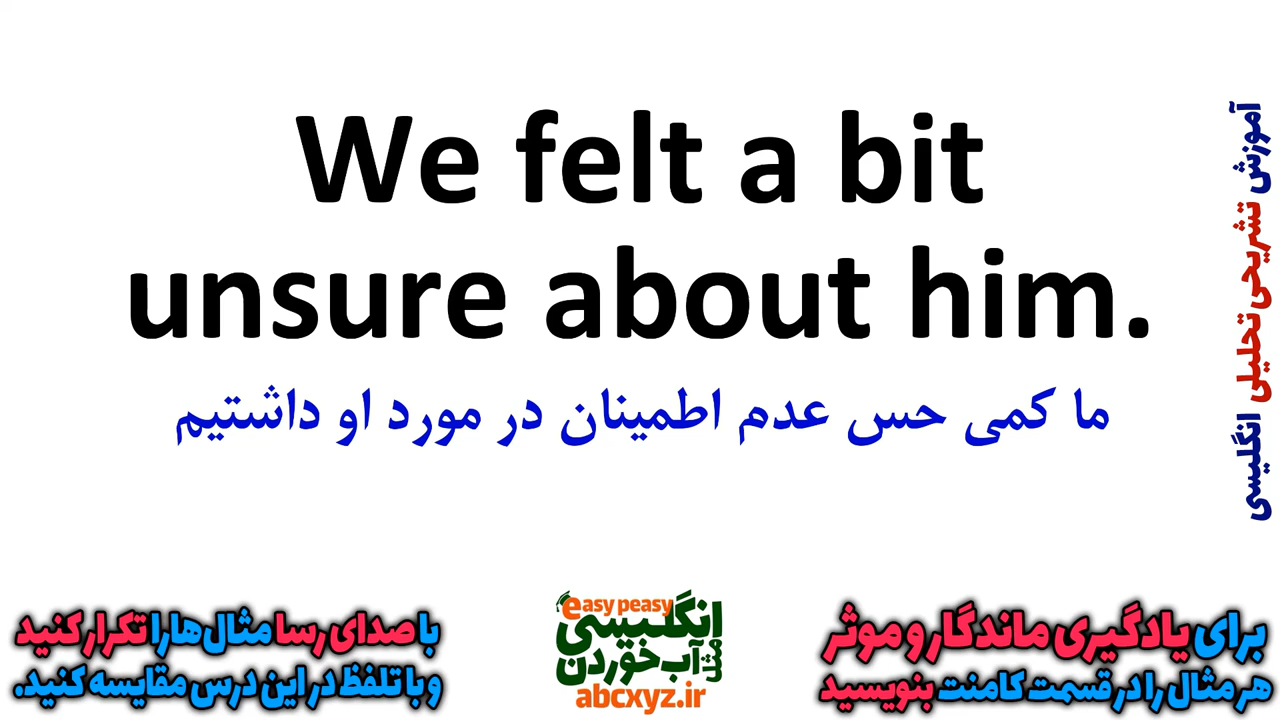 We felt a bit
unsure about him.
ما کمی حس عدم اطمینان در مورد او داشتیم
آموزش تشریحی تحلیلی انگلیسی
برای یادگیری ماندگار و موثر
هر مثال را در قسمت کامنت بنویسید
easy peasy
انگلیسی
مثل
آب خوردن
abcxyz.ir
با صدای رسا مثال‌ها را تکرار کنید
و با تلفظ در این درس مقایسه کنید.